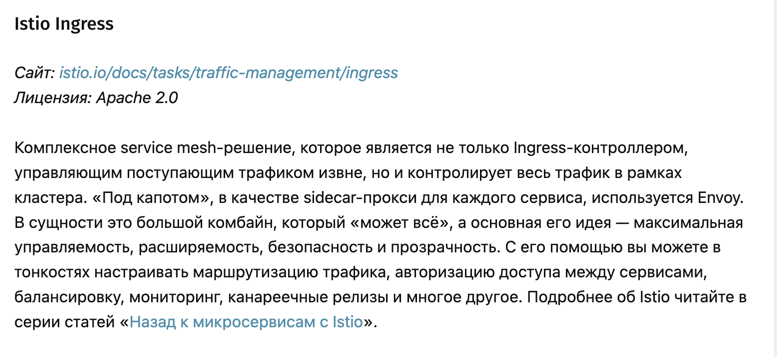 Istio Ingress
Сайт: istio.io/docs/tasks/traffic-management/ingress
Лицензия: Apache 2.0
Комплексное service mesh-решение, которое является не только Ingress-контроллером,
управляющим поступающим трафиком извне, но и контролирует весь трафик в рамках
кластера. «Под капотом», в качестве sidecar-прокси для каждого сервиса, используется Envoy.
В сущности это большой комбайн, который «может всё», а основная его идея — максимальная
управляемость, расширяемость, безопасность и прозрачность. С его помощью вы можете в
тонкостях настраивать маршрутизацию трафика, авторизацию доступа между сервисами,
балансировку, мониторинг, канареечные релизы и многое другое. Подробнее об Istio читайте в
серии статей «Назад к микросервисам с Istio».